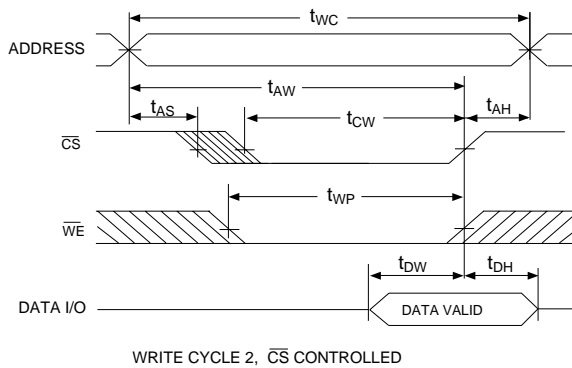 tWC
ADDRESS
tAW
tAS
tCW
tAH
CS
tWP
WE
tDW
tDH
DATA I/O
DATA VALID
WRITE CYCLE 2, CS CONTROLLED